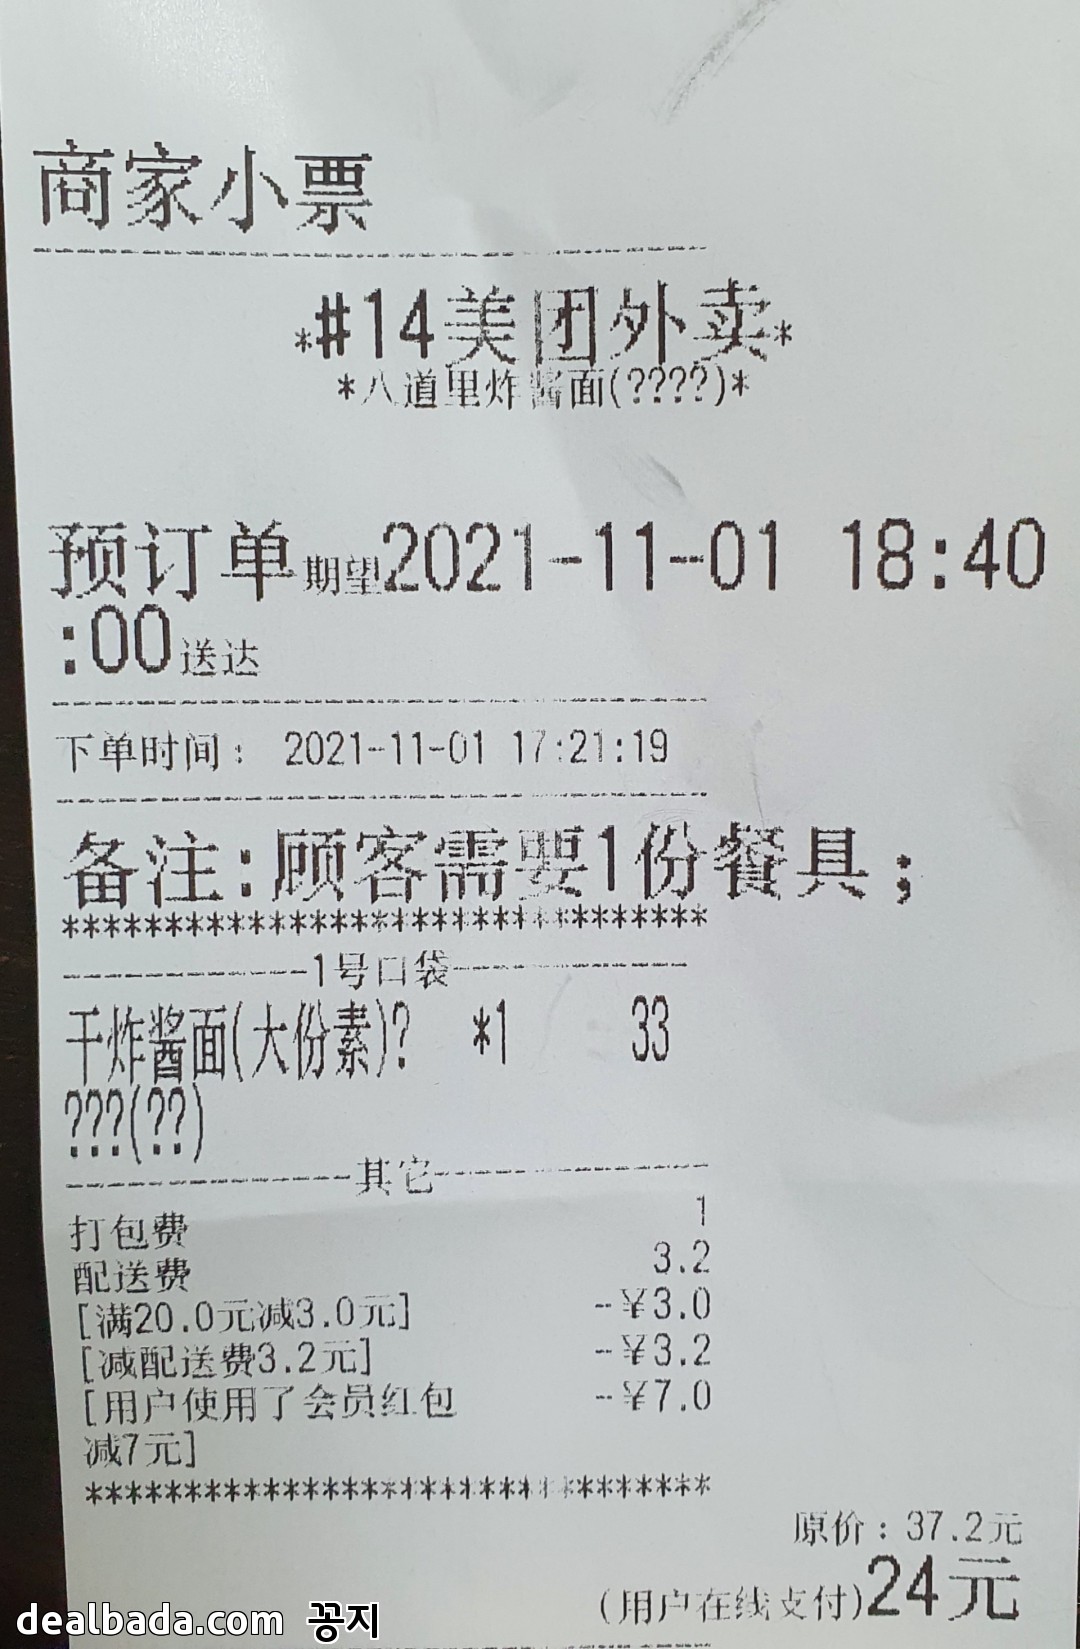 商家小票
*#14美团外卖*
*八道里炸酱面(????)*
预订单期望2021-11-01 18:40
:00送达
下单时间： 2021-11-01 17:21:19
备注:顾客需要1份餐具；
*********************************
------------1号口袋------------
干炸酱面(大份素)? *1 33
???(??)
--------------其它--------------
打包费 1
配送费 3.2
[满20.0元减3.0元] -¥3.0
[减配送费3.2元] -¥3.2
[用户使用了会员红包 -¥7.0
减7元]
********************************
原价：37.2元
(用户在线支付)24元
dealbada.com 꽁지